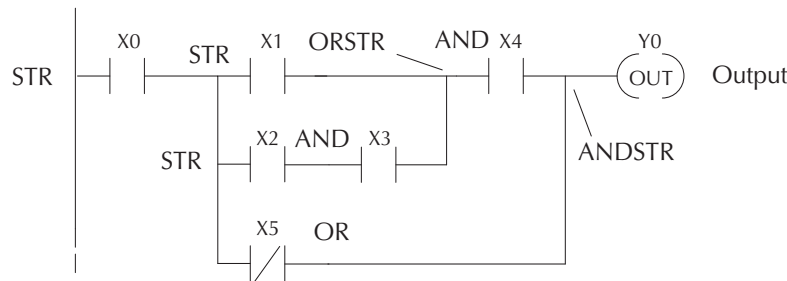 X0 STR X1 ORSTR AND X4 Y0
STR OUT Output
X2 AND X3
STR ANDSTR
X5 OR